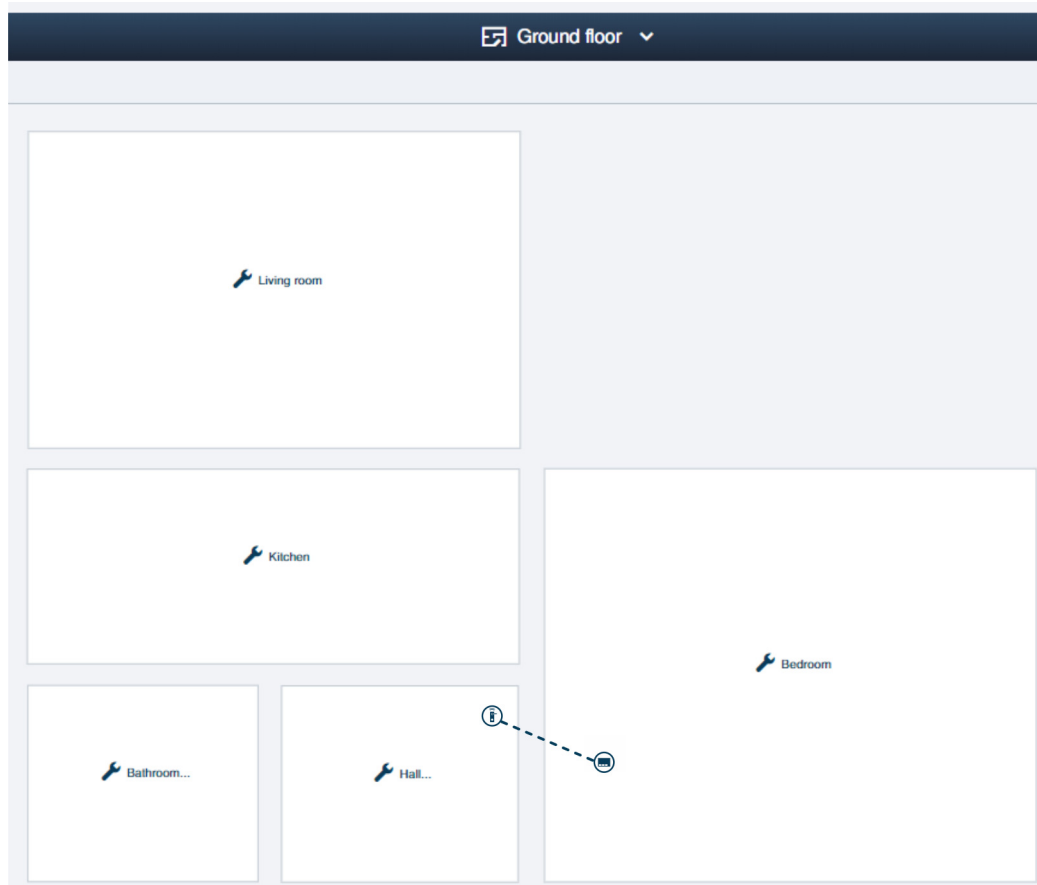 Ground floor
Living room
Kitchen
Bedroom
Bathroom...
Hall...